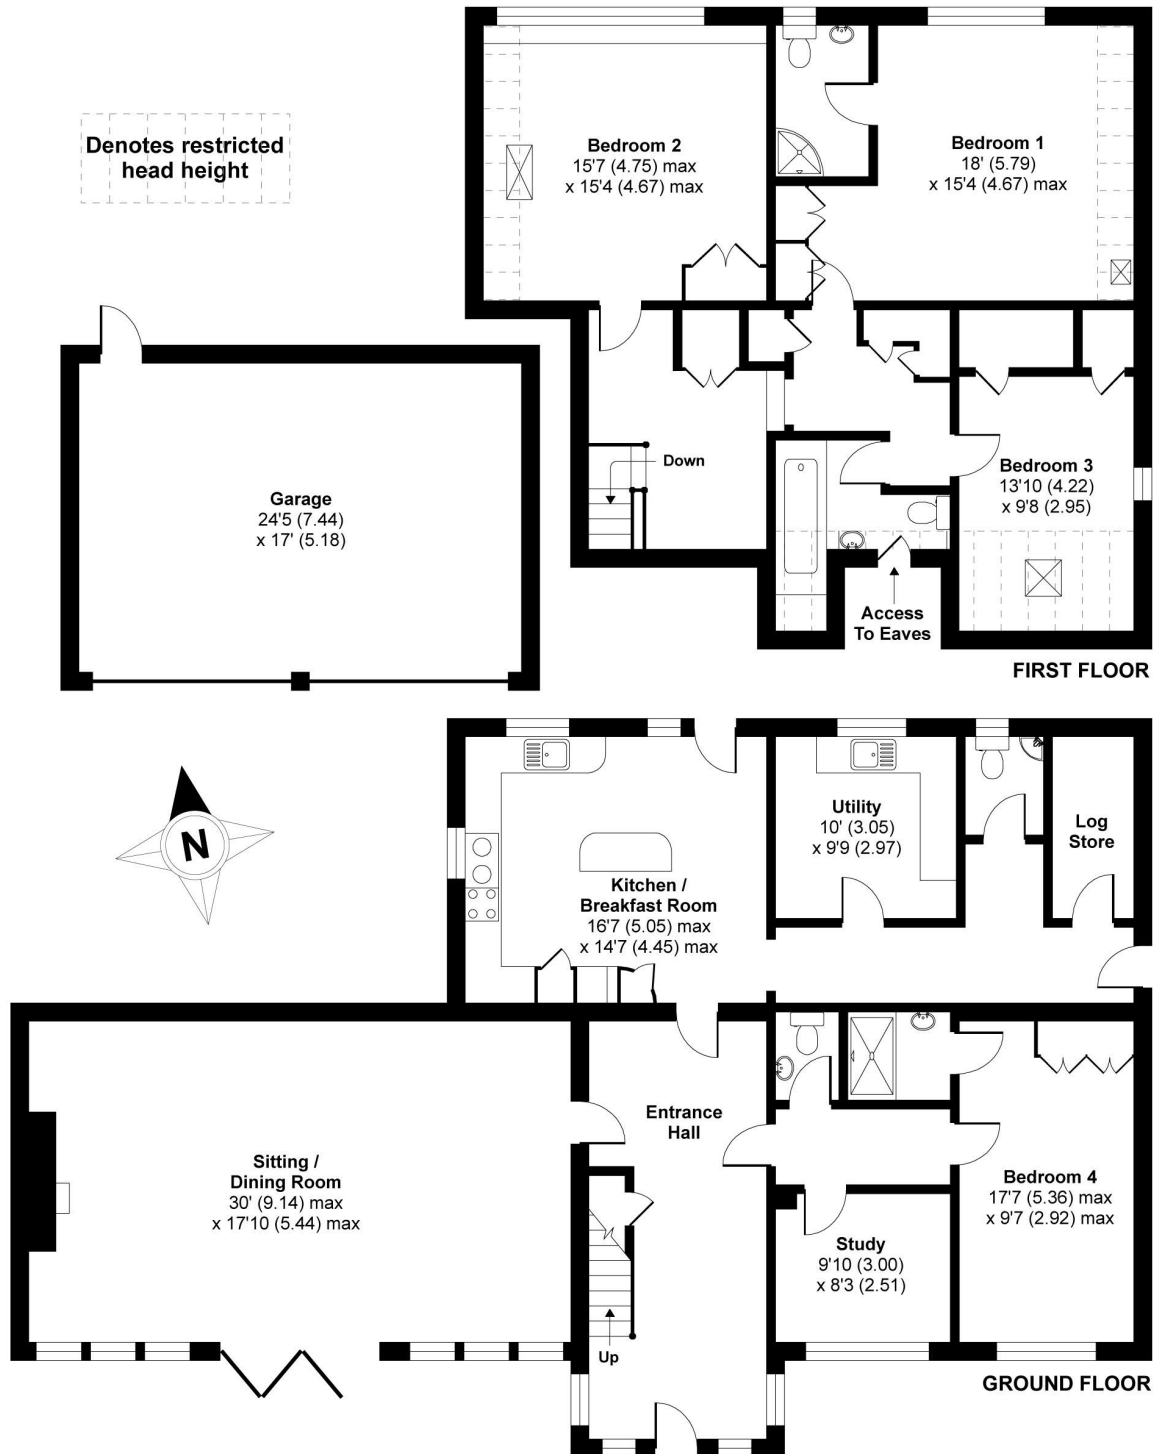 Denotes restricted
head height
Bedroom 2
15'7 (4.75) max
x 15'4 (4.67) max
Bedroom 1
18' (5.79)
x 15'4 (4.67) max
Garage
24'5 (7.44)
x 17' (5.18)
Down
Bedroom 3
13'10 (4.22)
x 9'8 (2.95)
Access
To Eaves
FIRST FLOOR
N
Kitchen /
Breakfast Room
16'7 (5.05) max
x 14'7 (4.45) max
Utility
10' (3.05)
x 9'9 (2.97)
Log
Store
Sitting /
Dining Room
30' (9.14) max
x 17'10 (5.44) max
Entrance
Hall
Up
Study
9'10 (3.00)
x 8'3 (2.51)
Bedroom 4
17'7 (5.36) max
x 9'7 (2.92) max
GROUND FLOOR